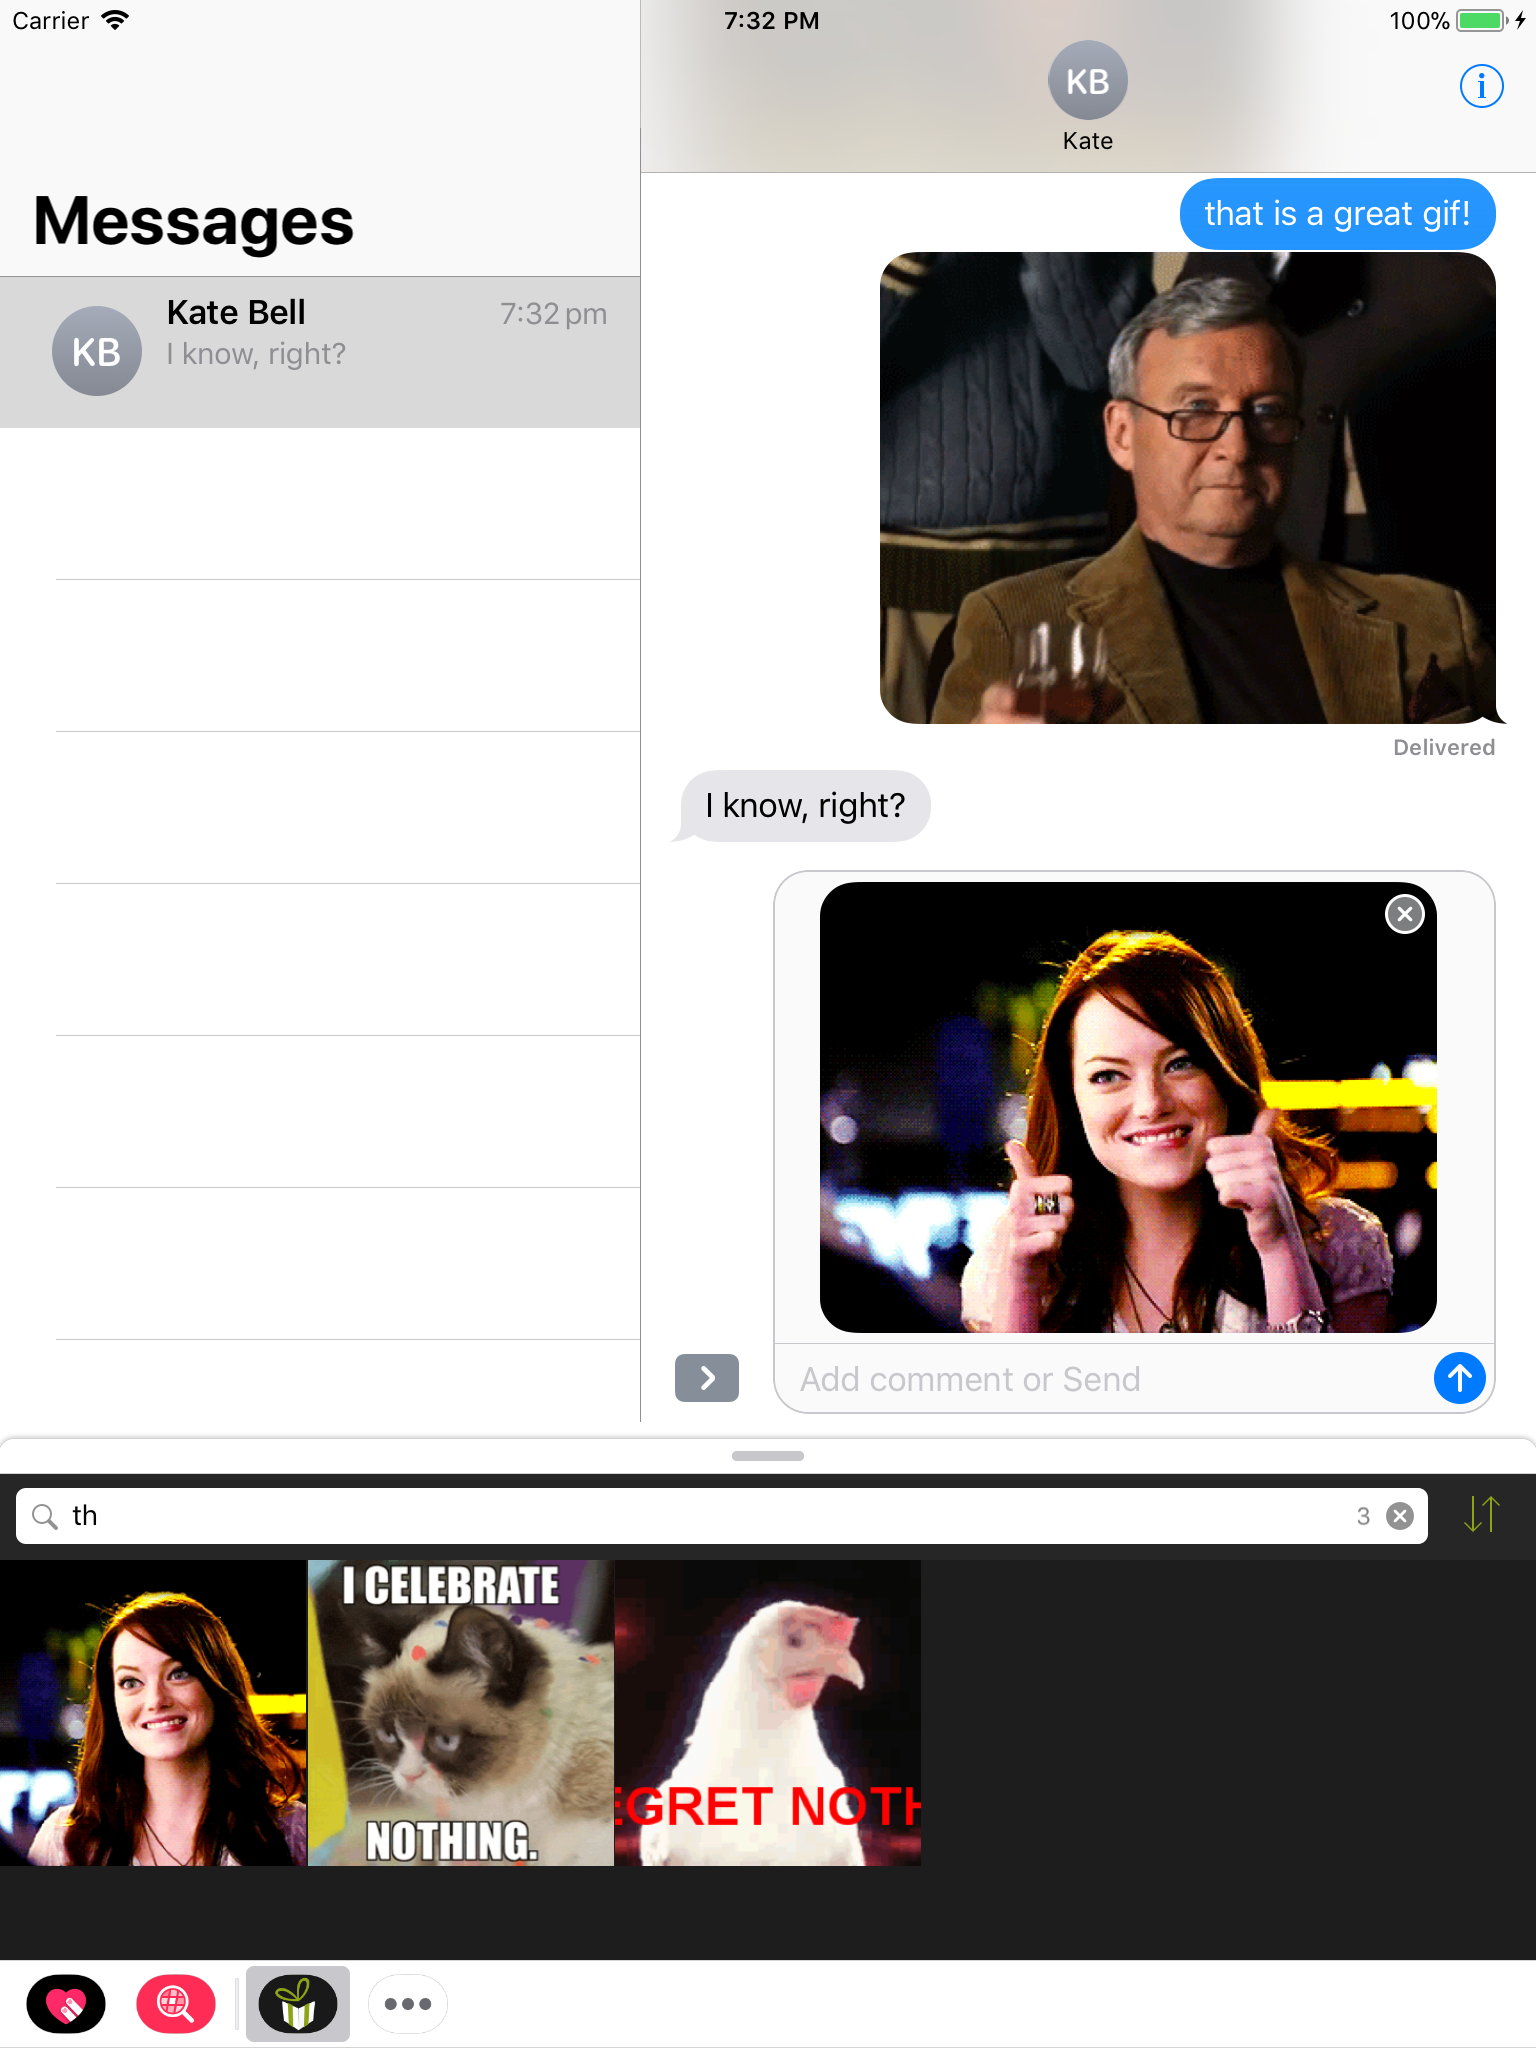 Carrier
7:32 PM
100%
KB
Kate
i
Messages
that is a great gif!
Kate Bell
7:32 pm
KB
I know, right?
Delivered
I know, right?
Add comment or Send
th
3
I CELEBRATE
NOTHING.
EGRET NOTH